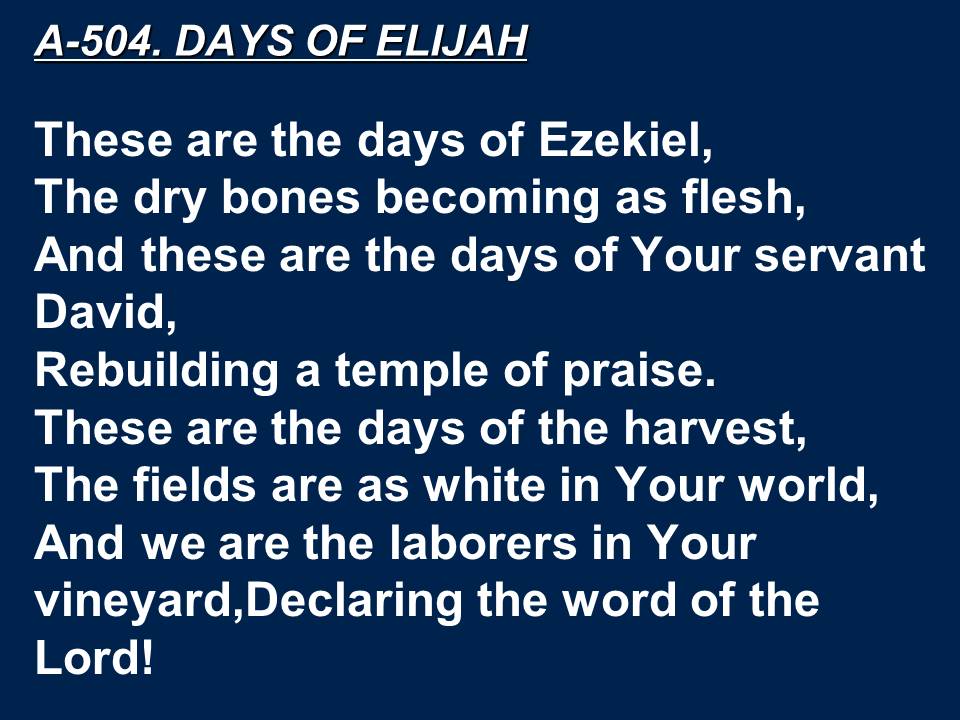 A-504. DAYS OF ELIJAH
These are the days of Ezekiel,
The dry bones becoming as flesh,
And these are the days of Your servant
David,
Rebuilding a temple of praise.
These are the days of the harvest,
The fields are as white in Your world,
And we are the laborers in Your
vineyard,Declaring the word of the
Lord!